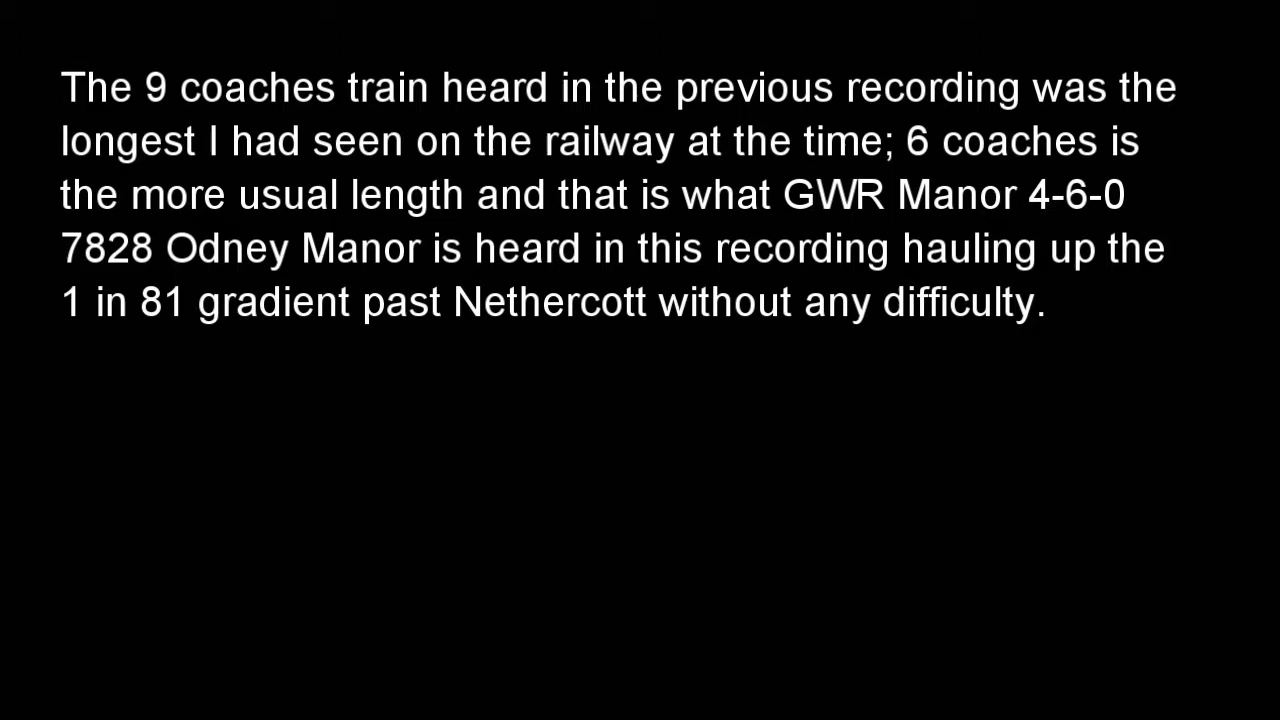 The 9 coaches train heard in the previous recording was the
longest I had seen on the railway at the time; 6 coaches is
the more usual length and that is what GWR Manor 4-6-0
7828 Odney Manor is heard in this recording hauling up the
1 in 81 gradient past Nethercott without any difficulty.